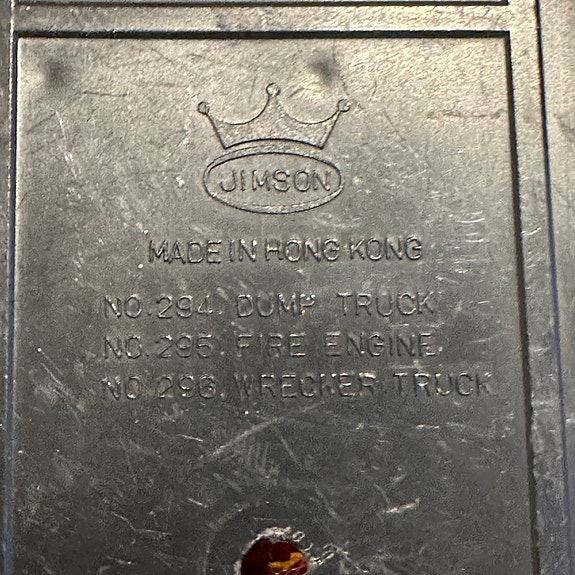 JIMSON
MADE IN HONG KONG
NO. 294. DUMP TRUCK
NO. 295. FIRE ENGINE
NO. 296. WRECKER TRUCK